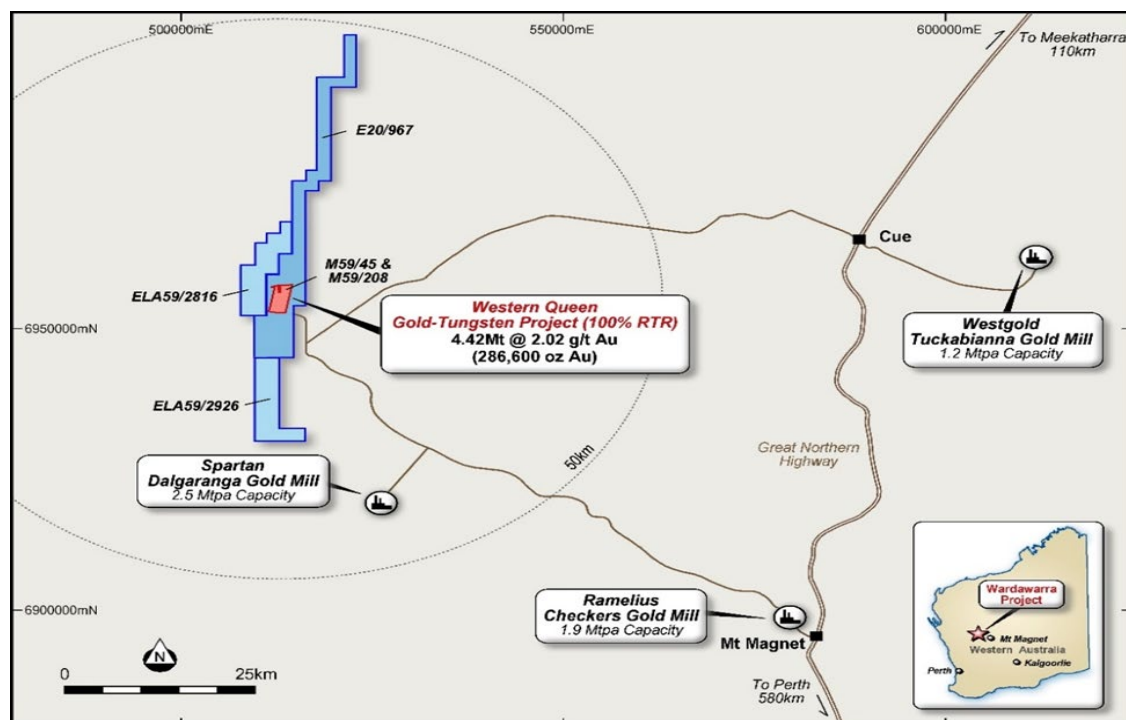 500000mE
550000mE
600000mE
To Meekatharra
110km
E20/967
M59/45 &
M59/208
ELA59/2816
Cue
Western Queen
Gold-Tungsten Project (100% RTR)
4.42Mt @ 2.02 g/t Au
(286,600 oz Au)
6950000mN
Westgold
Tuckabianna Gold Mill
1.2 Mtpa Capacity
ELA59/2926
Great Northern
Highway
50km
Spartan
Dalgaranga Gold Mill
2.5 Mtpa Capacity
6900000mN
Ramelius
Checkers Gold Mill
1.9 Mtpa Capacity
Mt Magnet
Wardawarra
Project
Mt Magnet
Western Australia
Kalgoorlie
Perth
N
0
25km
To Perth
580km